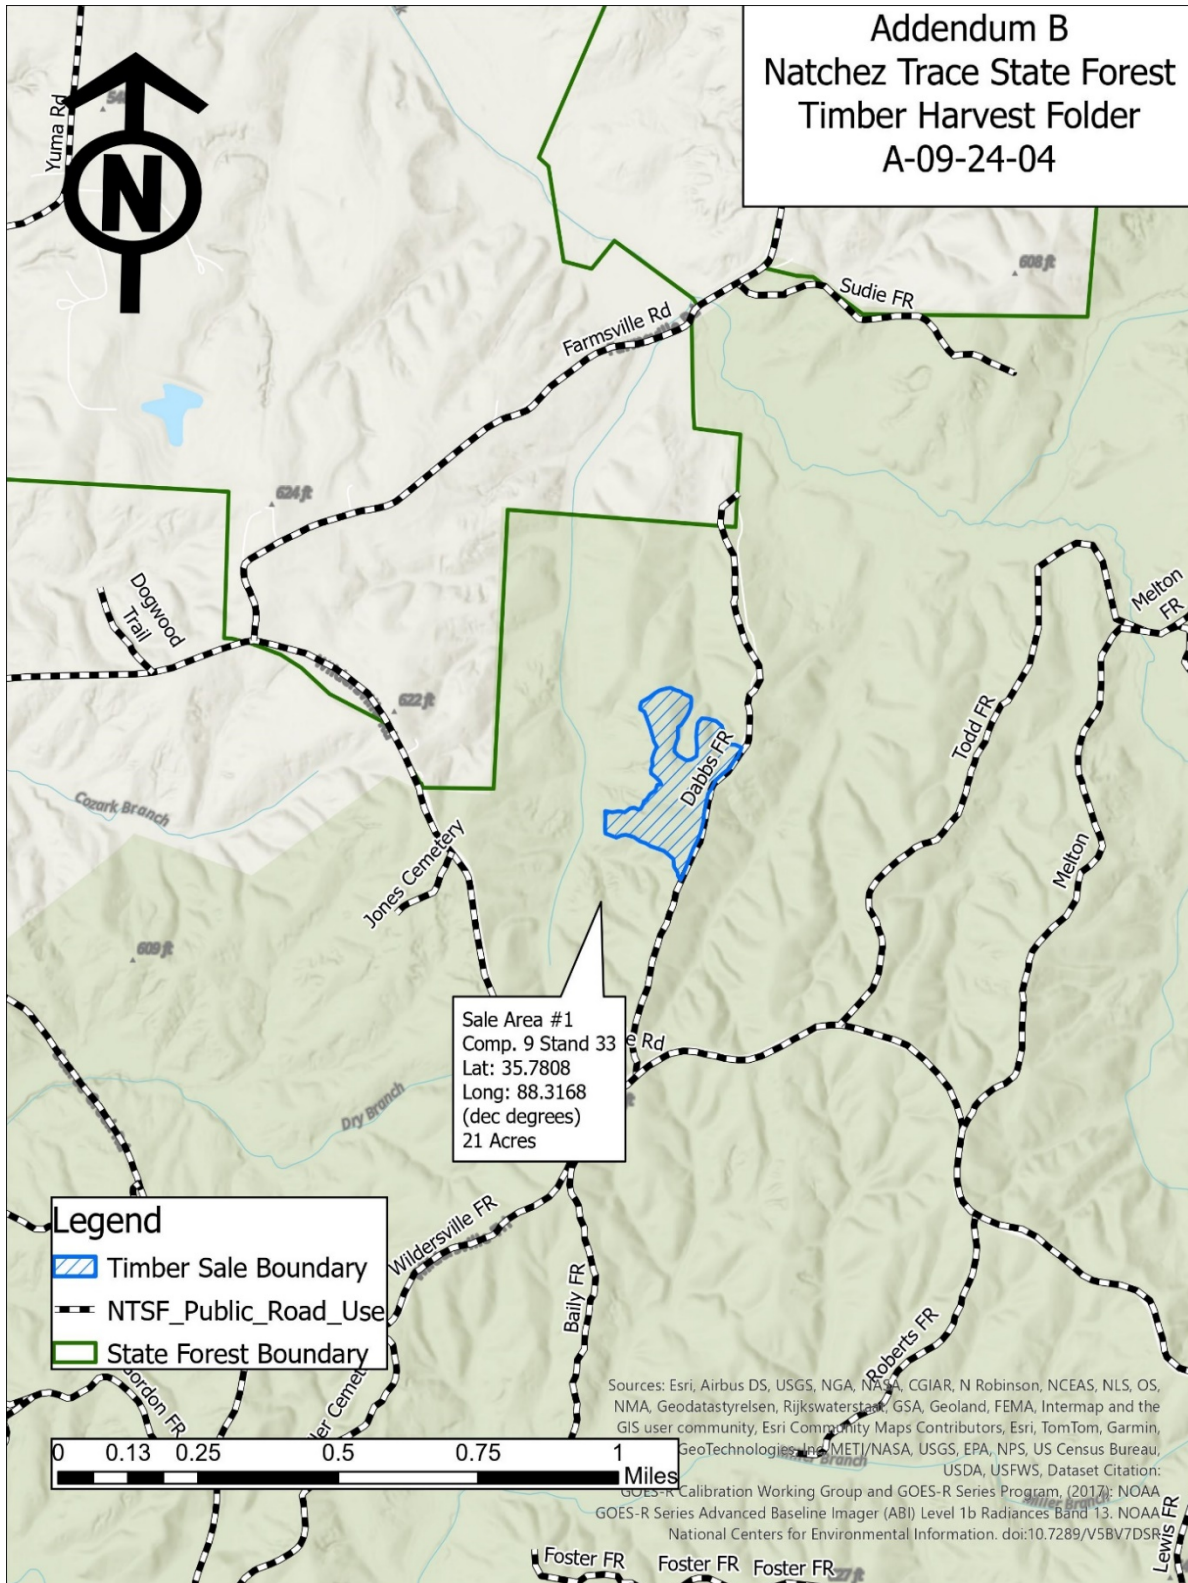 Addendum B
Natchez Trace State Forest
Timber Harvest Folder
A-09-24-04
Yuma Rd
N
608 ft
Sudie FR
Farmsville Rd
624 ft
Dogwood
Trail
Melton
FR
622 ft
Todd FR
Dabbs FR
Cozark Branch
Jones Cemetery
Melton
609 ft
Sale Area #1
Comp. 9 Stand 33
Lat: 35.7808
Long: 88.3168
(dec degrees)
21 Acres
e Rd
Dry Branch
Wildersville FR
Baily FR
Roberts FR
Legend
Timber Sale Boundary
NTSF_Public_Road_Use
State Forest Boundary
Gordon FR
ler Cemet
0 0.13 0.25 0.5 0.75 1
Miles
Sources: Esri, Airbus DS, USGS, NGA, NASA, CGIAR, N Robinson, NCEAS, NLS, OS,
NMA, Geodatastyrelsen, Rijkswaterstaat, GSA, Geoland, FEMA, Intermap and the
GIS user community, Esri Community Maps Contributors, Esri, TomTom, Garmin,
GeoTechnologies, Inc, METI/NASA, USGS, EPA, NPS, US Census Bureau,
USDA, USFWS, Dataset Citation:
GOES-R Calibration Working Group and GOES-R Series Program, (2017): NOAA
GOES-R Series Advanced Baseline Imager (ABI) Level 1b Radiances Band 13. NOAA
National Centers for Environmental Information. doi:10.7289/V5BV7DSR
Miller Branch
Lewis FR
Foster FR
Foster FR
Foster FR